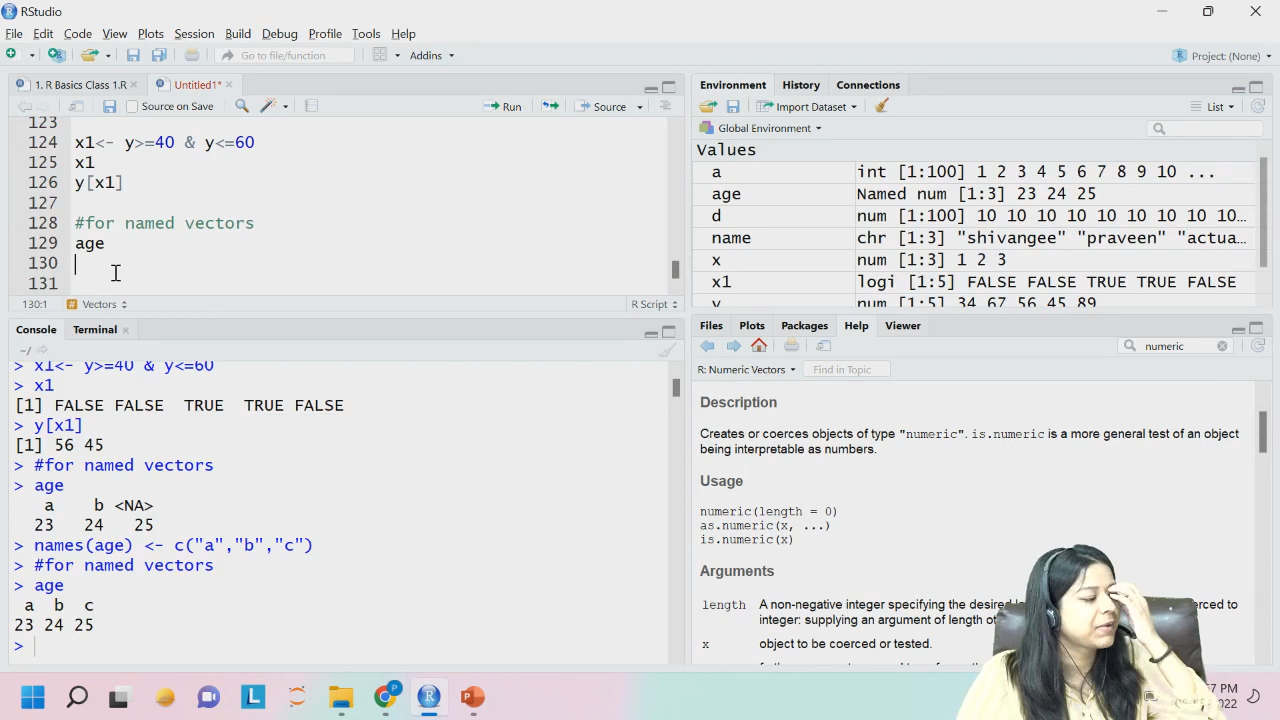 RStudio
File Edit Code View Plots Session Build Debug Profile Tools Help
Go to file/function Addins Project: (None)
1. R Basics Class 1.R Untitled1*
Source on Save Run Source
123
124 x1<- y>=40 & y<=60
125 x1
126 y[x1]
127
128 #for named vectors
129 age
130
131
130:1 # Vectors R Script
Console Terminal
~/
> x1<- y>=40 & y<=60
> x1
[1] FALSE FALSE TRUE TRUE FALSE
> y[x1]
[1] 56 45
> #for named vectors
> age
a b <NA>
23 24 25
> names(age) <- c("a","b","c")
> #for named vectors
> age
a b c
23 24 25
>
Environment History Connections
Import Dataset List
Global Environment
Values
a int [1:100] 1 2 3 4 5 6 7 8 9 10 ...
age Named num [1:3] 23 24 25
d num [1:100] 10 10 10 10 10 10 10 10 10…
name chr [1:3] "shivangee" "praveen" "actua…
x num [1:3] 1 2 3
x1 logi [1:5] FALSE FALSE TRUE TRUE FALSE
y num [1:5] 34 67 56 45 89
Files Plots Packages Help Viewer
numeric
R: Numeric Vectors Find in Topic
Description
Creates or coerces objects of type "numeric". is.numeric is a more general test of an object
being interpretable as numbers.
Usage
numeric(length = 0)
as.numeric(x, ...)
is.numeric(x)
Arguments
length A non-negative integer specifying the desired
integer: supplying an argument of length
x object to be coerced or tested.
2022